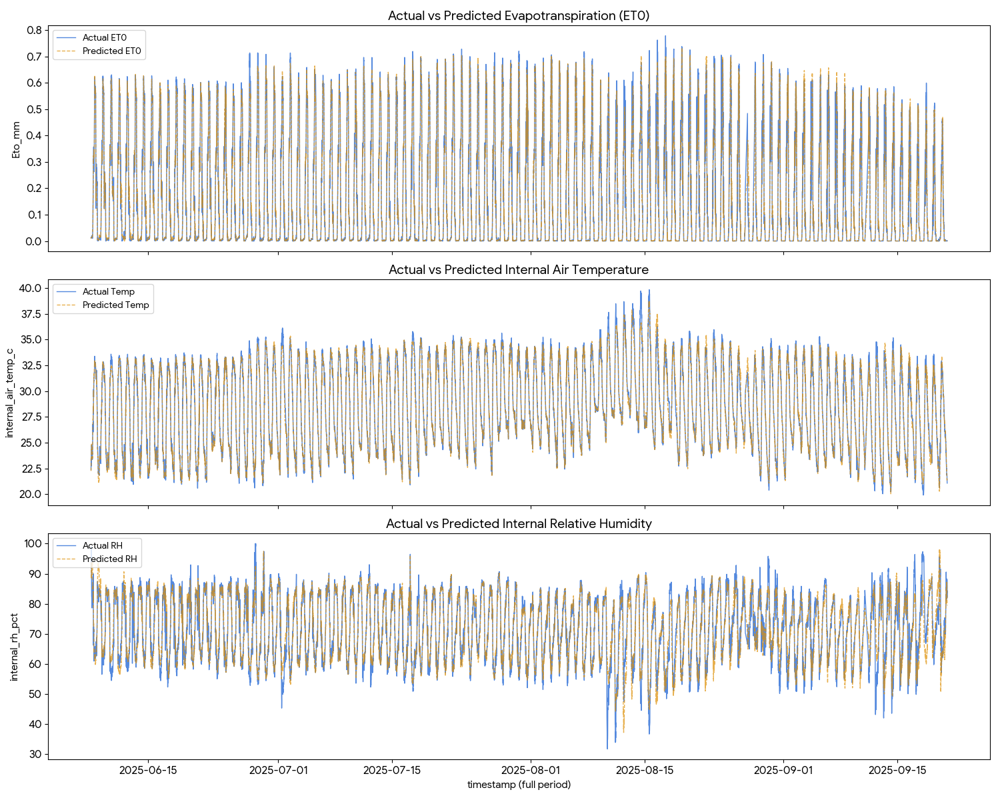 Actual vs Predicted Evapotranspiration (ET0)
Actual ET0
Predicted ET0
Eto_mm
0.8
0.7
0.6
0.5
0.4
0.3
0.2
0.1
0.0
Actual vs Predicted Internal Air Temperature
Actual Temp
Predicted Temp
internal_air_temp_c
40.0
37.5
35.0
32.5
30.0
27.5
25.0
22.5
20.0
Actual vs Predicted Internal Relative Humidity
Actual RH
Predicted RH
internal_rh_pct
100
90
80
70
60
50
40
30
2025-06-15
2025-07-01
2025-07-15
2025-08-01
2025-08-15
2025-09-01
2025-09-15
timestamp (full period)